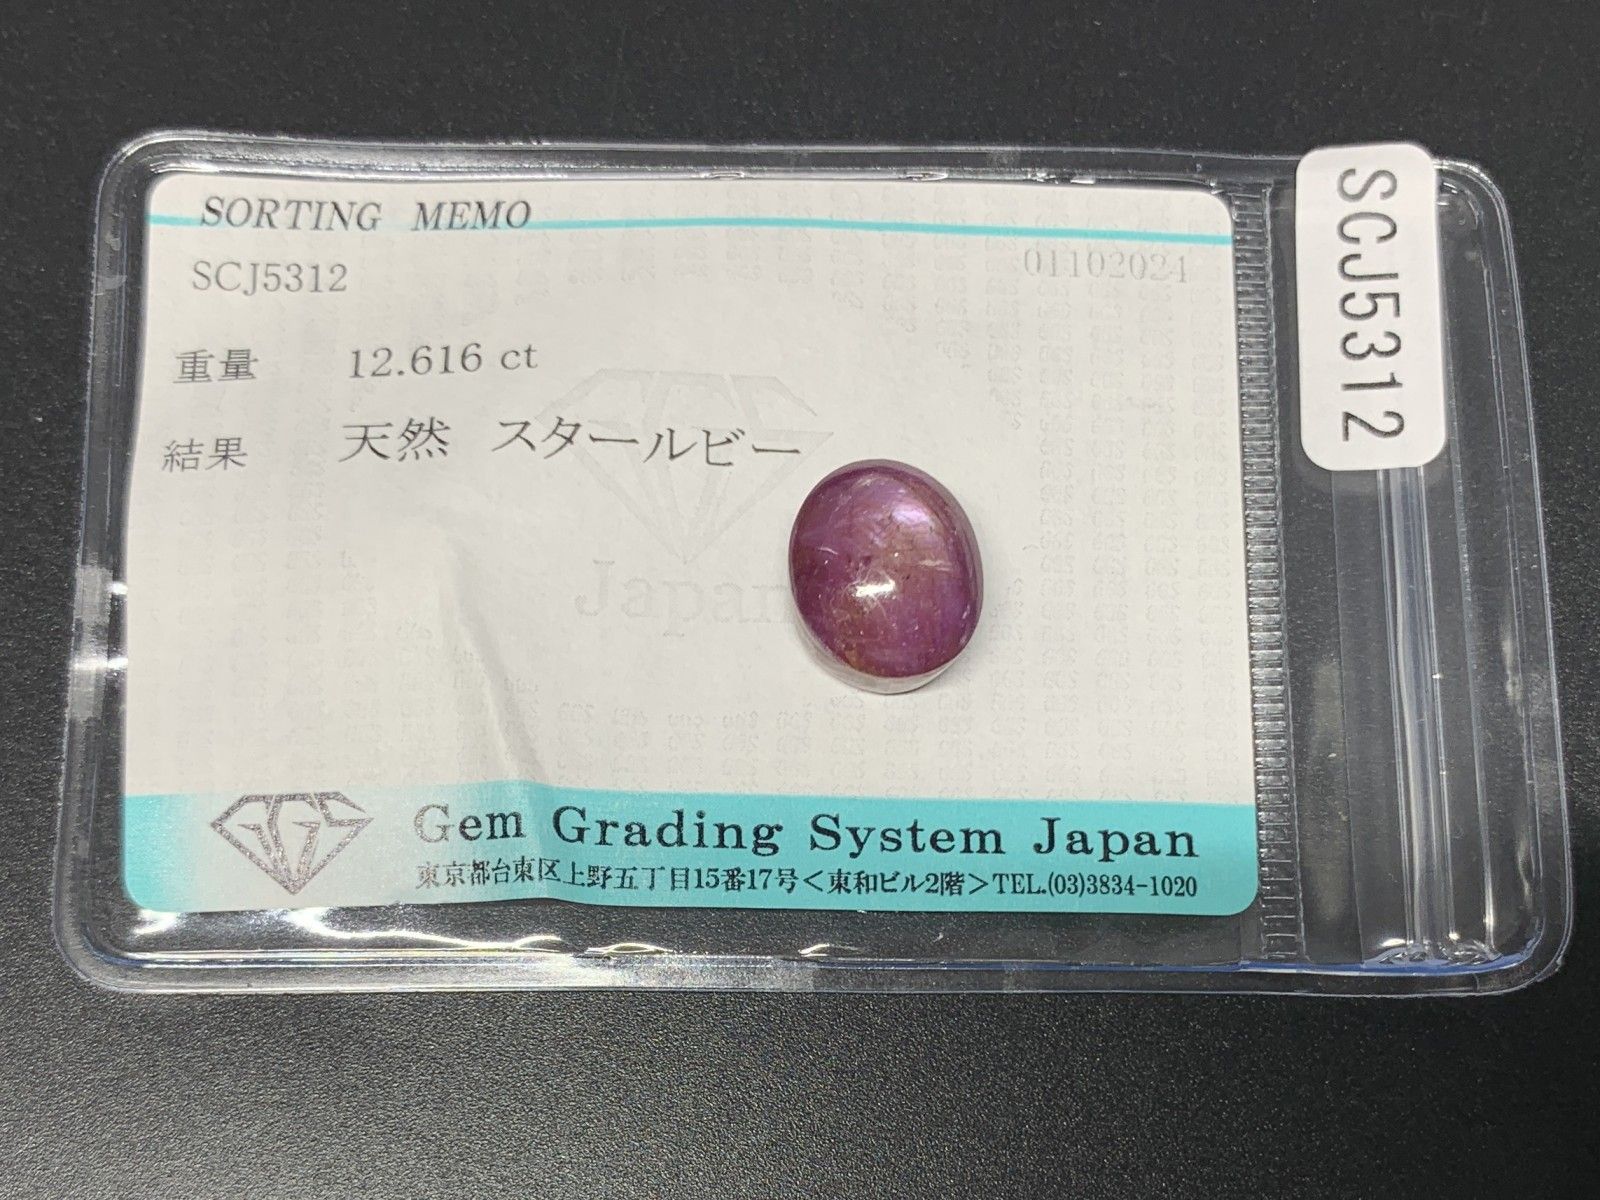 SORTING MEMO
SCJ5312
01102024
重量 12.616 ct
結果 天然 スタールビー
Japan
GGS
Gem Grading System Japan
東京都台東区上野五丁目15番17号<東和ビル2階>TEL.(03)3834-1020
SCJ5312